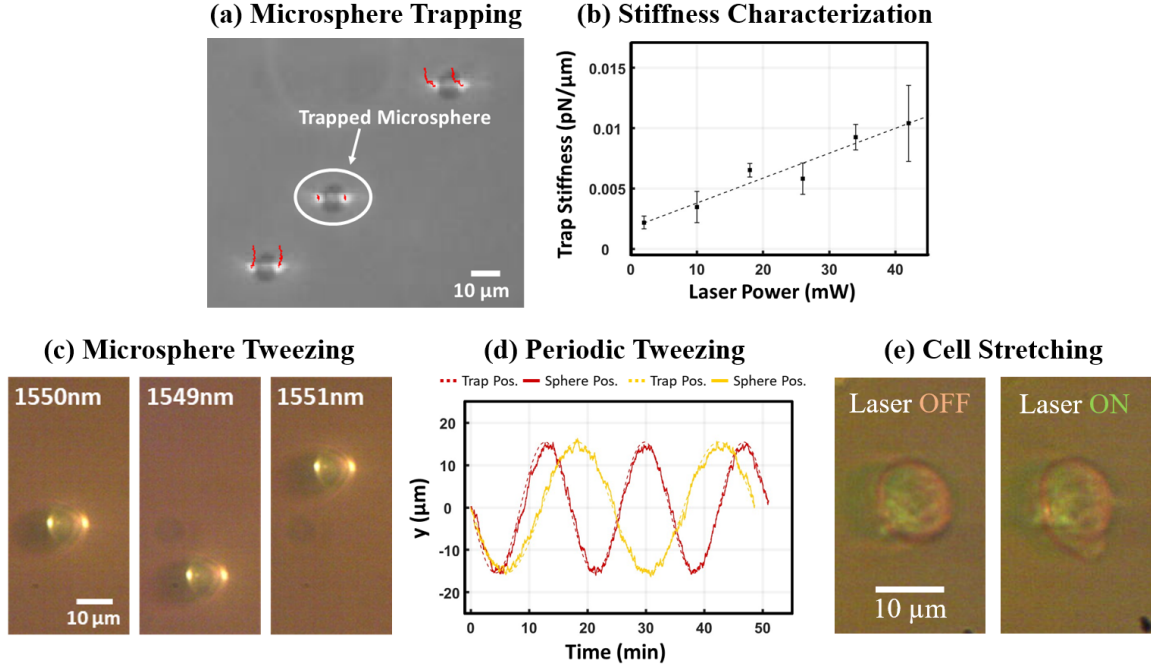 (a) Microsphere Trapping
Trapped Microsphere
10 µm
(b) Stiffness Characterization
Trap Stiffness (pN/µm)
0.015
0.01
0.005
0
0 10 20 30 40
Laser Power (mW)
(c) Microsphere Tweezing
1550nm 1549nm 1551nm
10 µm
(d) Periodic Tweezing
Trap Pos. Sphere Pos. Trap Pos. Sphere Pos.
y (µm)
20
10
0
-10
-20
0 10 20 30 40 50
Time (min)
(e) Cell Stretching
Laser OFF Laser ON
10 µm